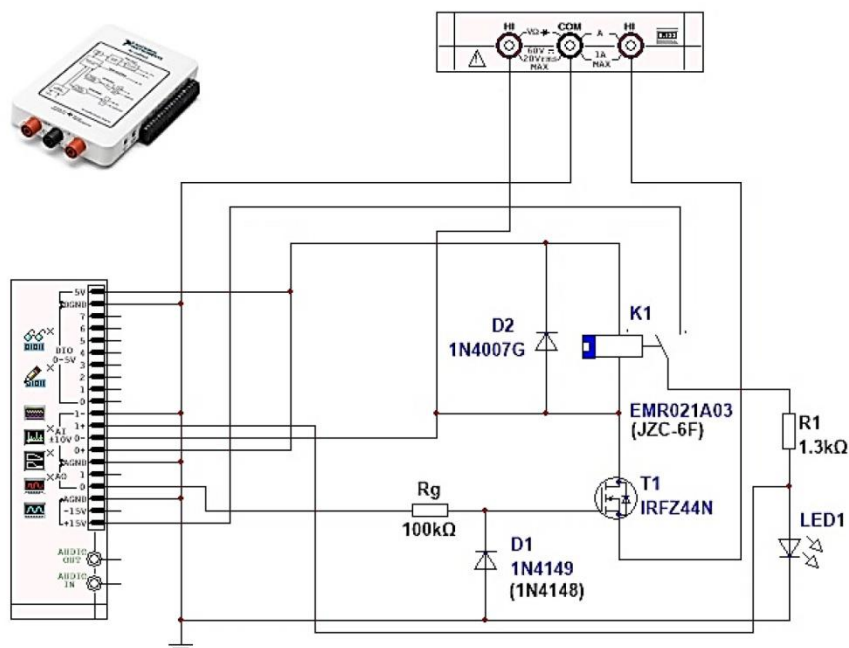 HI
VΩ
COM
A
HI
60V
20Vrms
MAX
1A
MAX
5V
DGND
7
6
5
4
3
2
1
0
DIO
0-5V
1-
1+
0-
0+
AI
±10V
AGND
1
0
AO
AGND
-15V
+15V
AUDIO
OUT
AUDIO
IN
D2
1N4007G
K1
EMR021A03
(JZC-6F)
R1
1.3kΩ
Rg
100kΩ
T1
IRFZ44N
D1
1N4149
(1N4148)
LED1